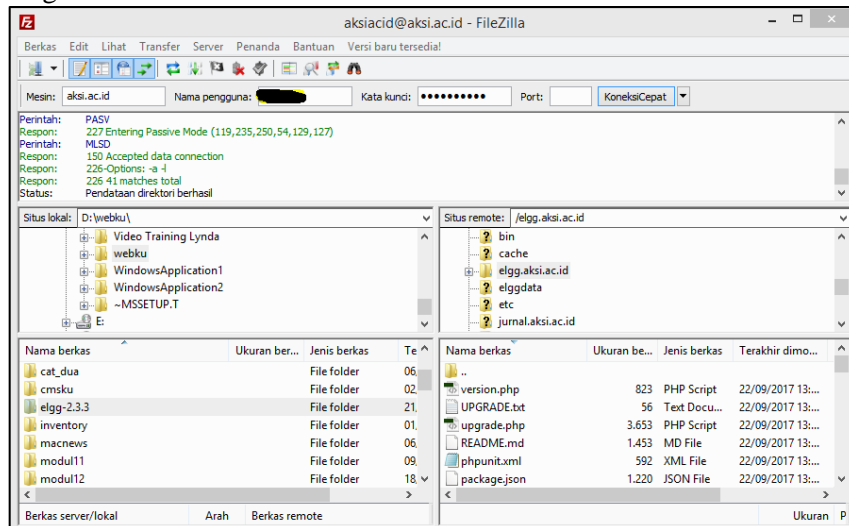 aksiacid@aksi.ac.id - FileZilla
Berkas Edit Lihat Transfer Server Penanda Bantuan Versi baru tersedia!
Mesin: aksi.ac.id Nama pengguna: Kata kunci: ●●●●●●●●●● Port: KoneksiCepat
Perintah: PASV
Respon: 227 Entering Passive Mode (119,235,250,54,129,127)
Perintah: MLSD
Respon: 150 Accepted data connection
Respon: 226-Options: -a -l
Respon: 226 41 matches total
Status: Pendataan direktori berhasil
Situs lokal: D:\webku\
Video Training Lynda
webku
WindowsApplication1
WindowsApplication2
~MSSETUP.T
E:
Situs remote: /elgg.aksi.ac.id
bin
cache
elgg.aksi.ac.id
elggdata
etc
jurnal.aksi.ac.id
Nama berkas Ukuran ber... Jenis berkas Te
cat_dua File folder 06,
cmsku File folder 02,
elgg-2.3.3 File folder 21,
inventory File folder 01,
macnews File folder 06,
modul11 File folder 09,
modul12 File folder 18,
Nama berkas Ukuran be... Jenis berkas Terakhir dimo...
..
version.php 823 PHP Script 22/09/2017 13:...
UPGRADE.txt 56 Text Docu... 22/09/2017 13:...
upgrade.php 3.653 PHP Script 22/09/2017 13:...
README.md 1.453 MD File 22/09/2017 13:...
phpunit.xml 592 XML File 22/09/2017 13:...
package.json 1.220 JSON File 22/09/2017 13:...
Berkas server/lokal Arah Berkas remote Ukuran P